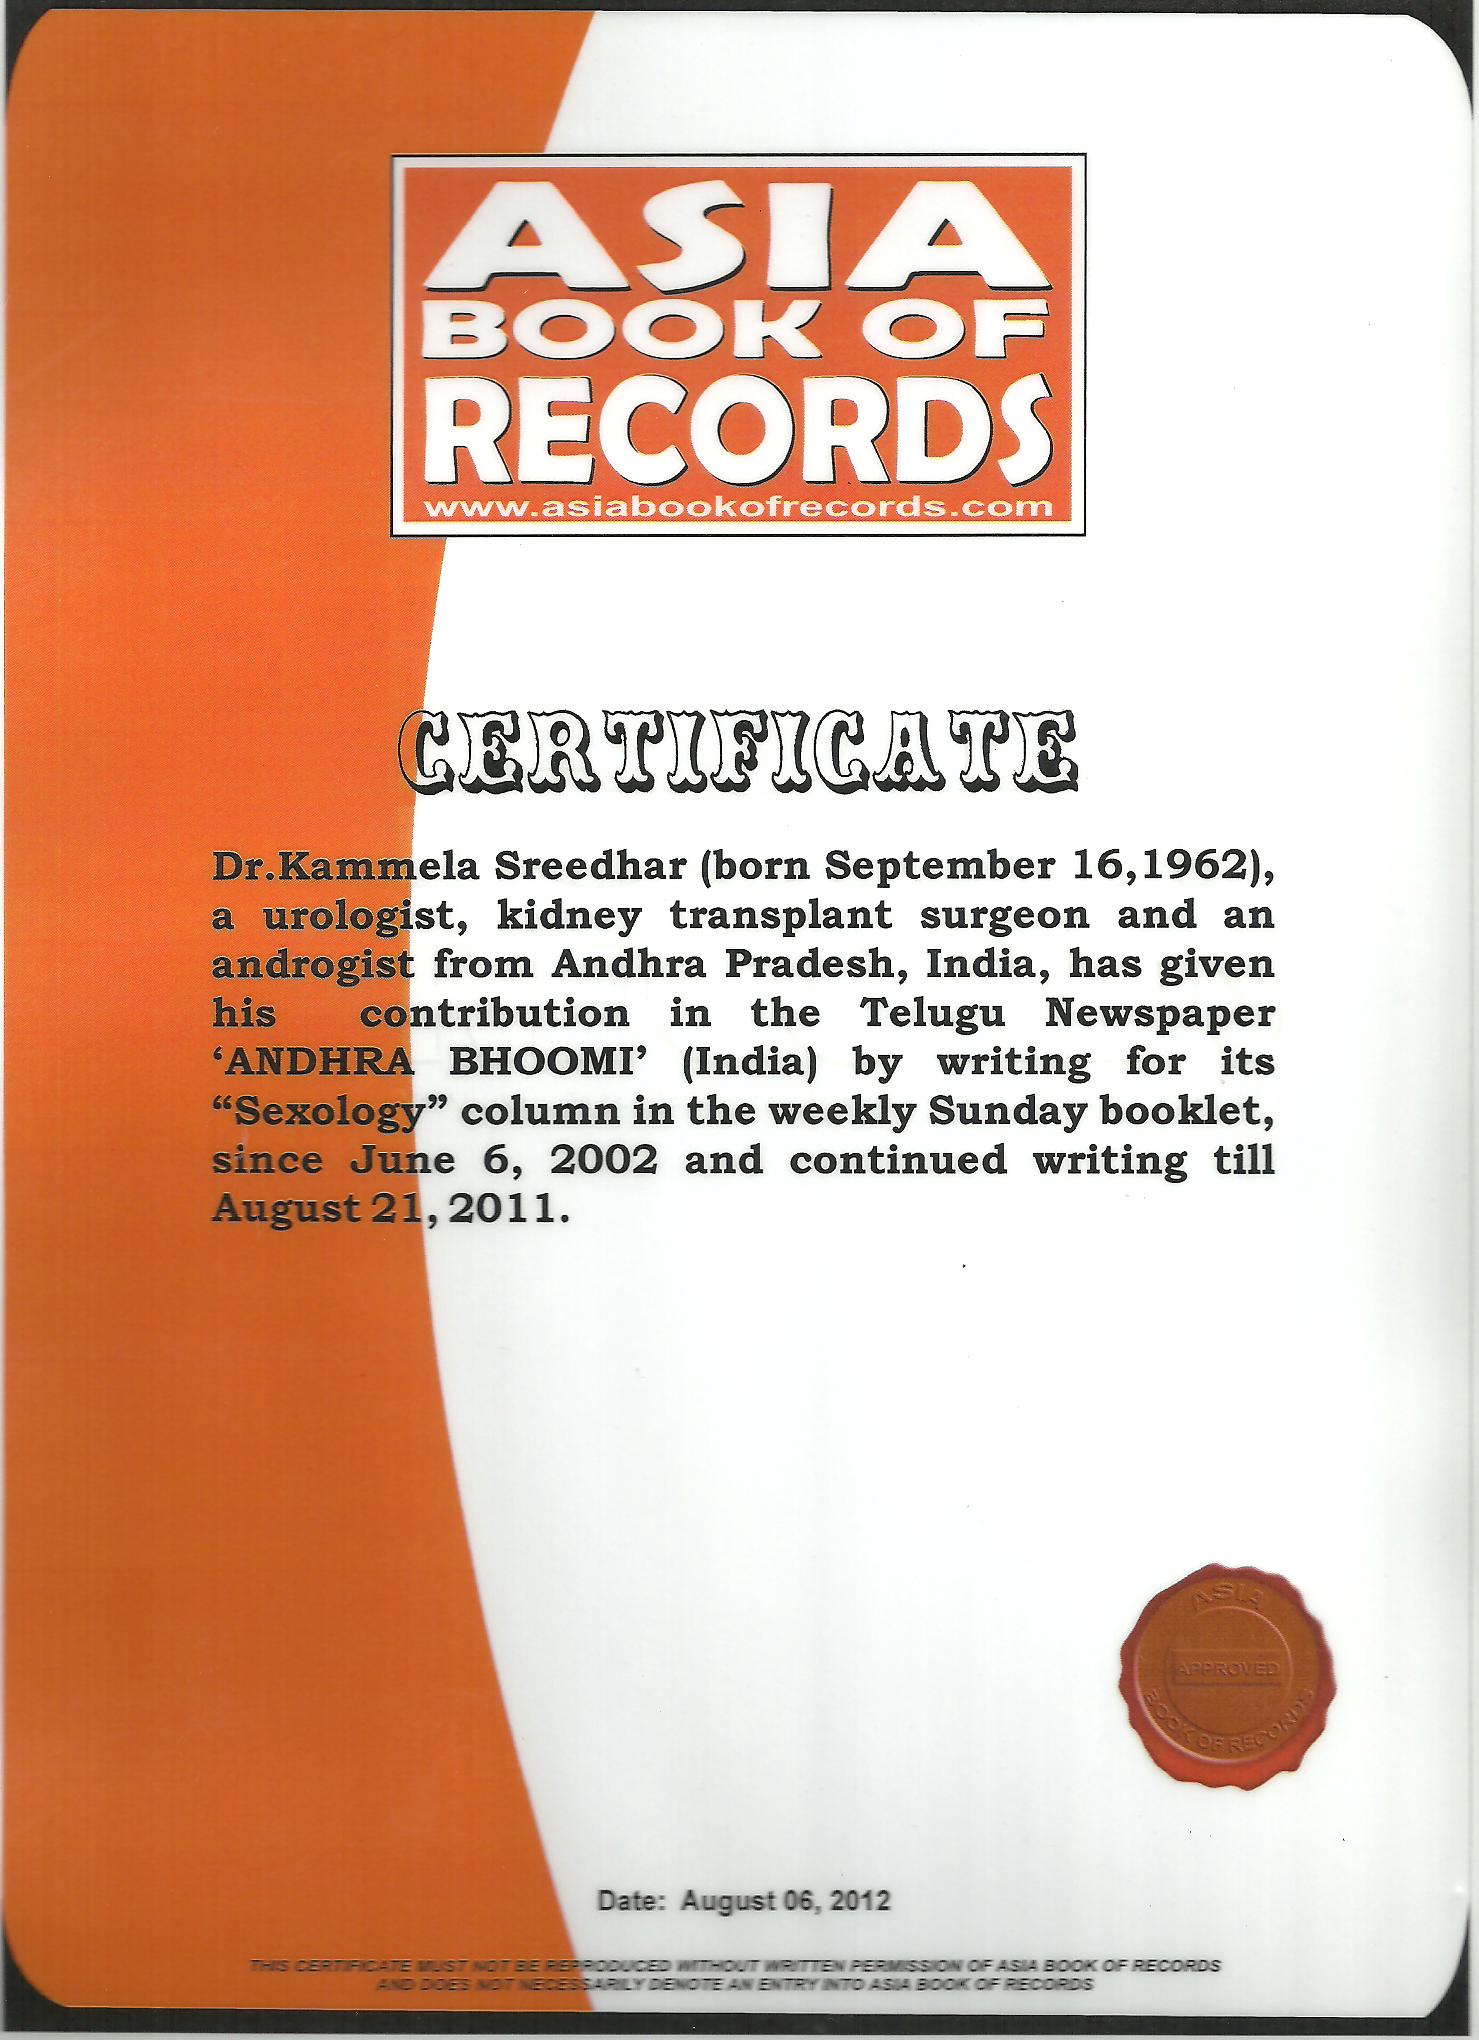 ASIA
BOOK OF
RECORDS
www.asiabookofrecords.com
CERTIFICATE
Dr.Kammela Sreedhar (born September 16,1962),
a urologist, kidney transplant surgeon and an
androgist from Andhra Pradesh, India, has given
his contribution in the Telugu Newspaper
‘ANDHRA BHOOMI’ (India) by writing for its
“Sexology” column in the weekly Sunday booklet,
since June 6, 2002 and continued writing till
August 21, 2011.
ASIA
APPROVED
BOOK OF RECORDS
Date: August 06, 2012
THIS CERTIFICATE MUST NOT BE REPRODUCED WITHOUT WRITTEN PERMISSION OF ASIA BOOK OF RECORDS
AND DOES NOT NECESSARILY DENOTE AN ENTRY INTO ASIA BOOK OF RECORDS